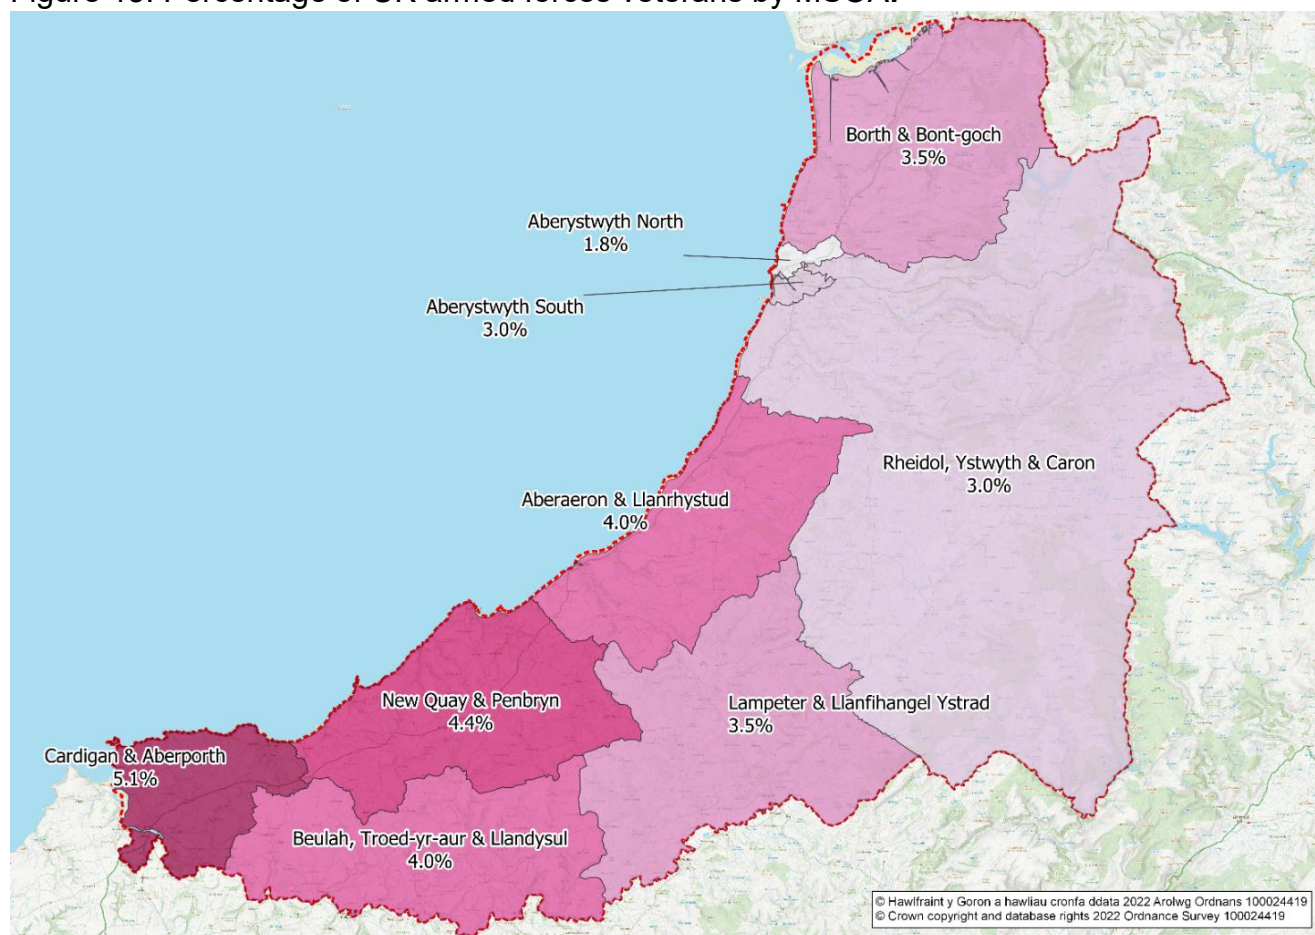 Borth & Bont-goch
3.5%
Aberystwyth North
1.8%
Aberystwyth South
3.0%
Rheidol, Ystwyth & Caron
3.0%
Aberaeron & Llanrhystud
4.0%
New Quay & Penbryn
4.4%
Lampeter & Llanfihangel Ystrad
3.5%
Cardigan & Aberporth
5.1%
Beulah, Troed-yr-aur & Llandysul
4.0%
© Hawlfraint y Goron a hawliau cronfa ddata 2022 Arolwg Ordnans 100024419
© Crown copyright and database rights 2022 Ordnance Survey 100024419